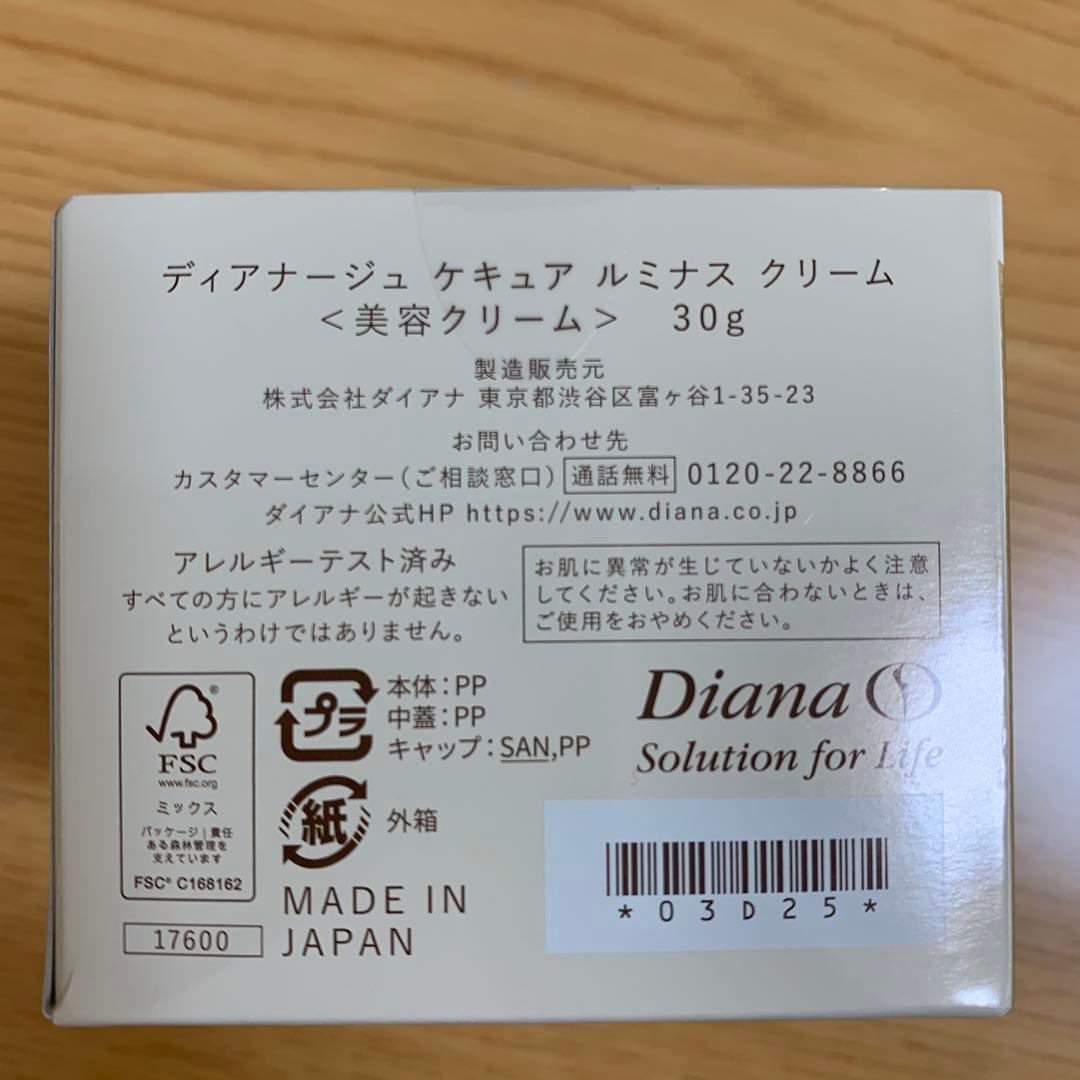 ディアナージュ ケキュア ルミナス クリーム
<美容クリーム> 30g
製造販売元
株式会社ダイアナ 東京都渋谷区富ヶ谷1-35-23
お問い合わせ先
カスタマーセンター(ご相談窓口) 通話無料 0120-22-8866
ダイアナ公式HP https://www.diana.co.jp
アレルギーテスト済み
すべての方にアレルギーが起きない
というわけではありません。
お肌に異常が生じていないかよく注意
してください。お肌に合わないときは、
ご使用をおやめください。
FSC
www.fsc.org
ミックス
パッケージ|責任
ある森林管理を
支えています
FSC® C168162
17600
プラ
本体:PP
中蓋:PP
キャップ:SAN,PP
紙
外箱
MADE IN
JAPAN
Diana
Solution for Life
*03D25*